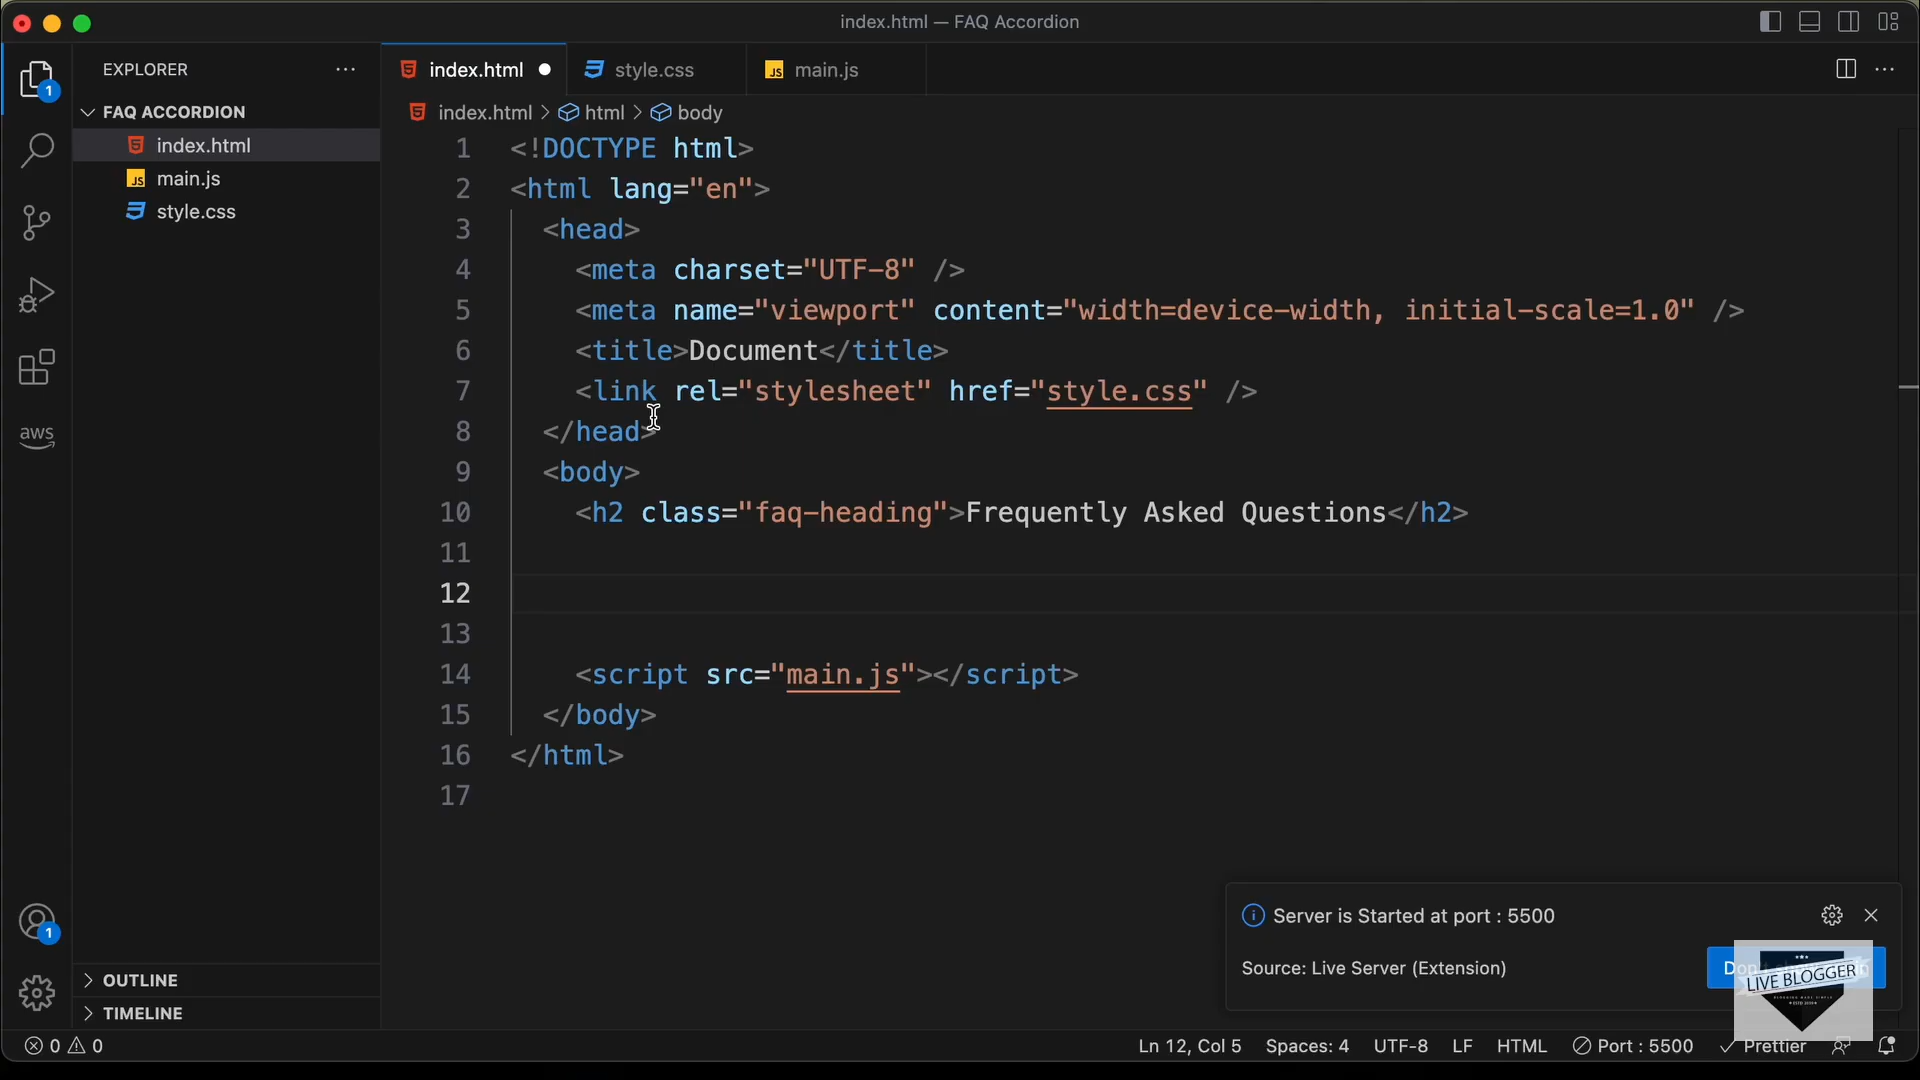 index.html — FAQ Accordion
EXPLORER
FAQ ACCORDION
index.html
main.js
style.css
1
aws
1
OUTLINE
TIMELINE
index.html style.css main.js
index.html > html > body
1 <!DOCTYPE html>
2 <html lang="en">
3 <head>
4 <meta charset="UTF-8" />
5 <meta name="viewport" content="width=device-width, initial-scale=1.0" />
6 <title>Document</title>
7 <link rel="stylesheet" href="style.css" />
8 </head>
9 <body>
10 <h2 class="faq-heading">Frequently Asked Questions</h2>
11
12
13
14 <script src="main.js"></script>
15 </body>
16 </html>
17
Server is Started at port : 5500
Source: Live Server (Extension)
LIVE BLOGGER
0 0 Ln 12, Col 5 Spaces: 4 UTF-8 LF HTML Port : 5500 Prettier